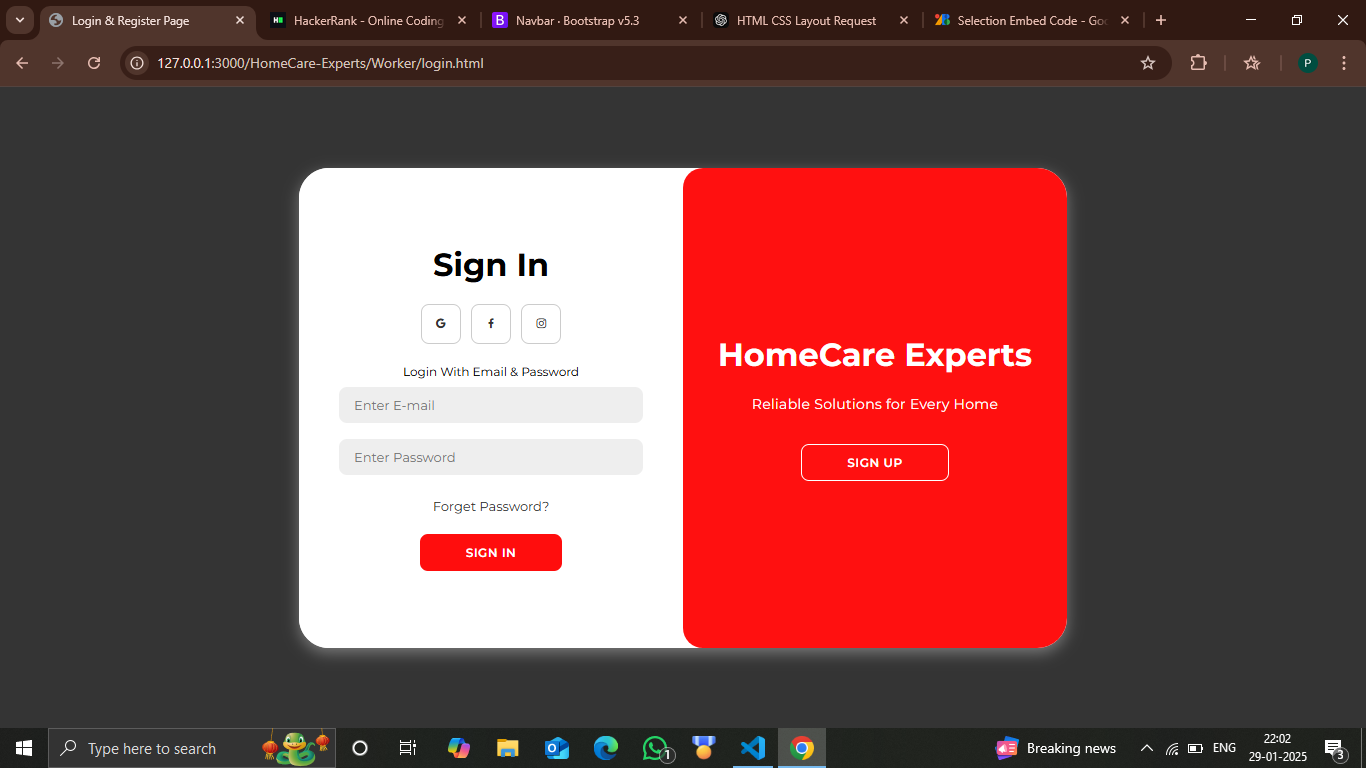 Login & Register Page
HackerRank - Online Coding
Navbar · Bootstrap v5.3
HTML CSS Layout Request
Selection Embed Code - Goo
127.0.0.1:3000/HomeCare-Experts/Worker/login.html
P
Sign In
Login With Email & Password
Enter E-mail
Enter Password
Forget Password?
SIGN IN
HomeCare Experts
Reliable Solutions for Every Home
SIGN UP
Type here to search
1
Breaking news
ENG
22:02
29-01-2025
3